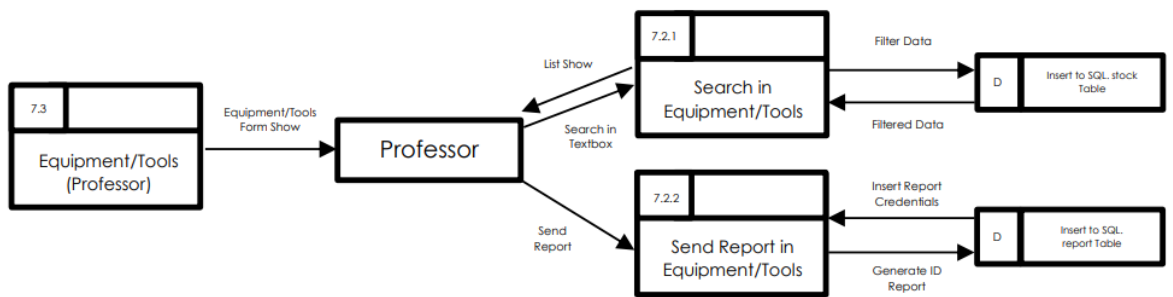 7.3
Equipment/Tools
(Professor)
Equipment/Tools
Form Show
Professor
List Show
Search in
Textbox
Send
Report
7.2.1
Search in
Equipment/Tools
Filter Data
Filtered Data
D
Insert to SQL. stock
Table
7.2.2
Send Report in
Equipment/Tools
Insert Report
Credentials
Generate ID
Report
D
Insert to SQL.
report Table